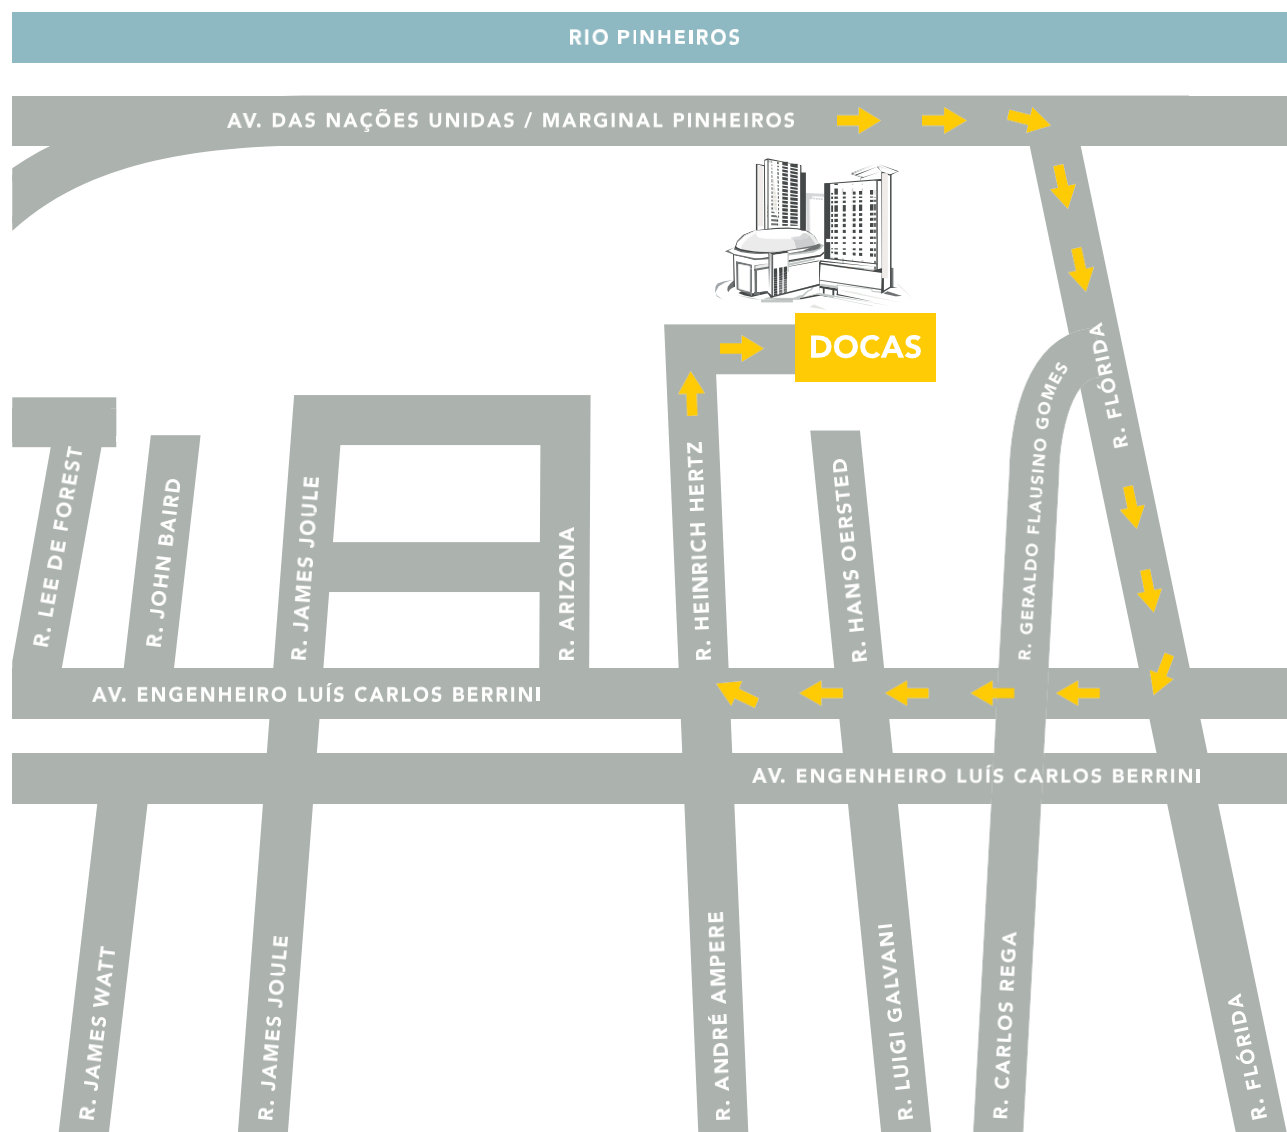 RIO PINHEIROS
AV. DAS NAÇÕES UNIDAS / MARGINAL PINHEIROS
DOCAS
R. FLÓRIDA
R. GERALDO FLAUSINO GOMES
R. LEE DE FOREST
R. JOHN BAIRD
R. JAMES JOULE
R. ARIZONA
R. HEINRICH HERTZ
R. HANS OERSTED
AV. ENGENHEIRO LUÍS CARLOS BERRINI
AV. ENGENHEIRO LUÍS CARLOS BERRINI
R. JAMES WATT
R. JAMES JOULE
R. ANDRÉ AMPERE
R. LUIGI GALVANI
R. CARLOS REGA
R. FLÓRIDA